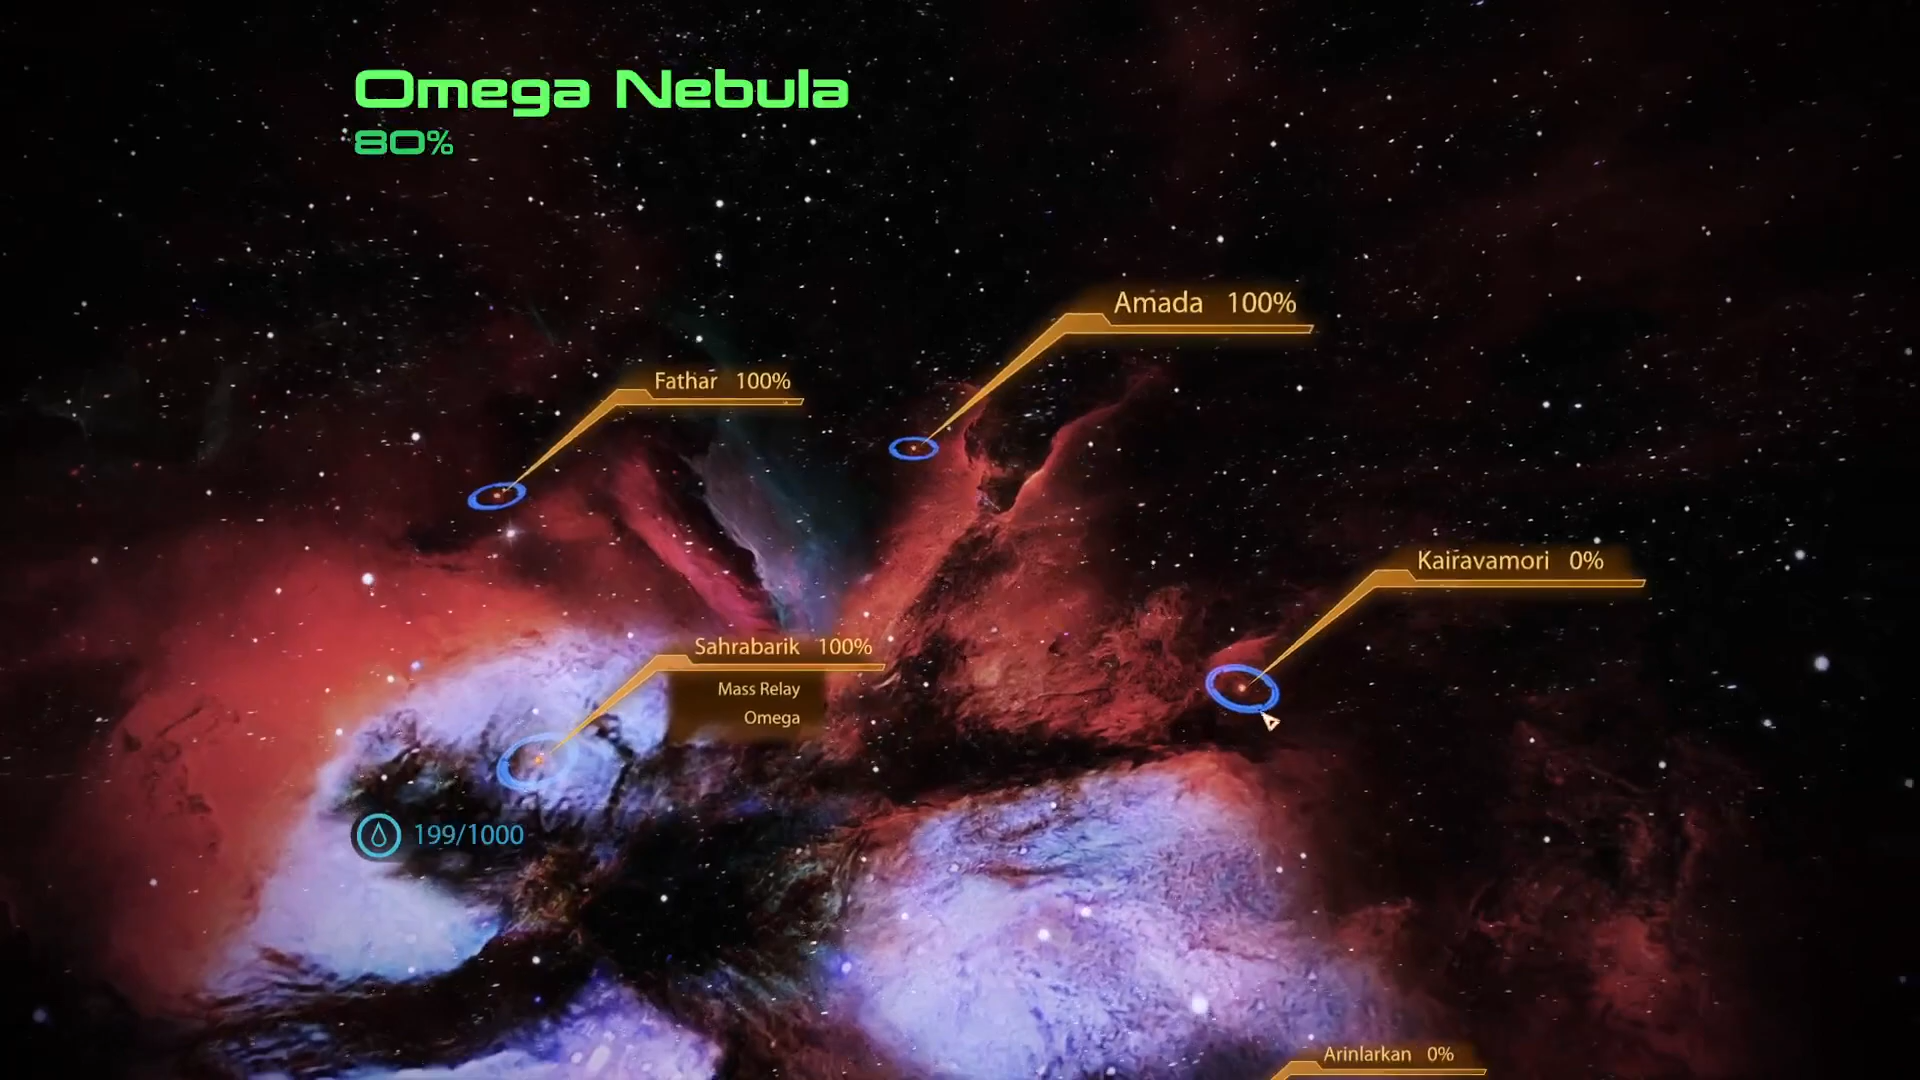 Omega Nebula
80%
Amada 100%
Fathar 100%
Kairavamori 0%
Sahrabarik 100%
Mass Relay
Omega
199/1000
Arinlarkan 0%